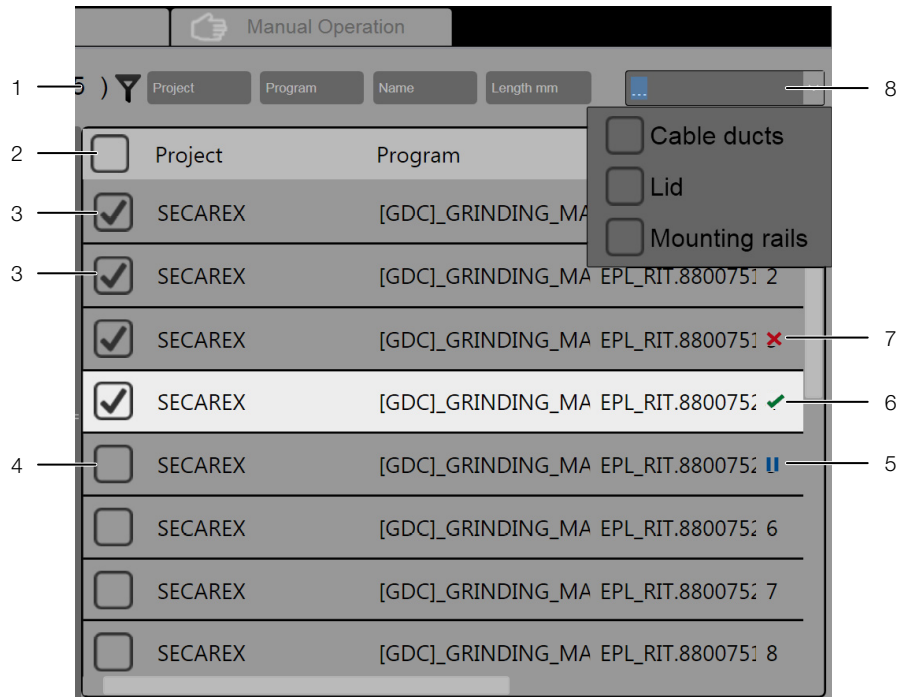 Manual Operation
1 5 ) Project Program Name Length mm ... 8
Cable ducts
2 Project Program
Lid
3 SECAREX [GDC]_GRINDING_MA
Mounting rails
3 SECAREX [GDC]_GRINDING_MA EPL_RIT.8800751 2
SECAREX [GDC]_GRINDING_MA EPL_RIT.8800751 7
SECAREX [GDC]_GRINDING_MA EPL_RIT.8800752 6
4 SECAREX [GDC]_GRINDING_MA EPL_RIT.8800752 5
SECAREX [GDC]_GRINDING_MA EPL_RIT.8800752 6
SECAREX [GDC]_GRINDING_MA EPL_RIT.8800752 7
SECAREX [GDC]_GRINDING_MA EPL_RIT.8800751 8